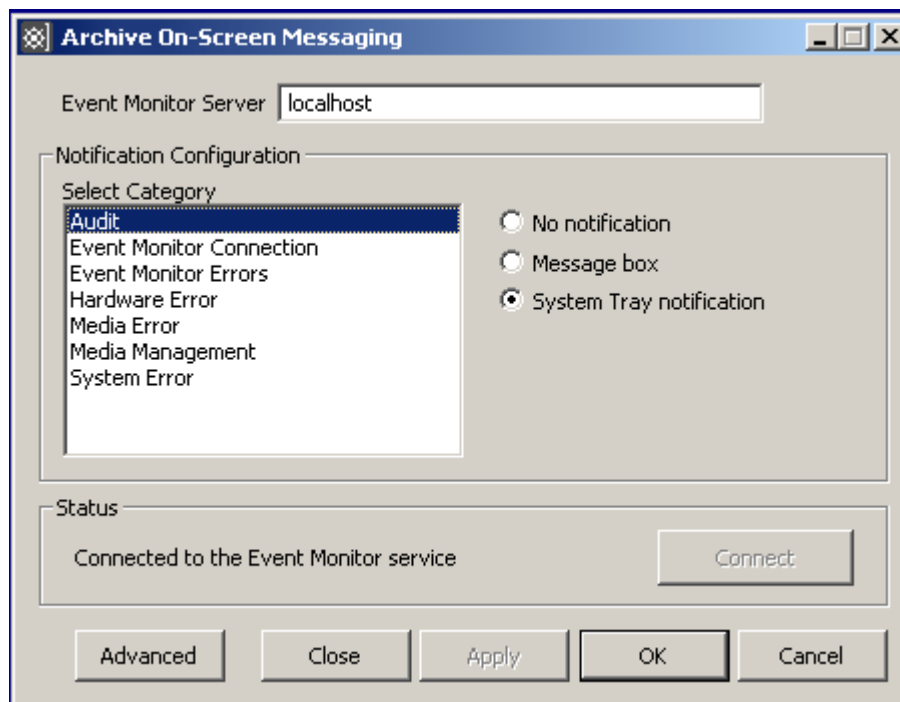 Archive On-Screen Messaging
Event Monitor Server localhost
Notification Configuration
Select Category
Audit
Event Monitor Connection
Event Monitor Errors
Hardware Error
Media Error
Media Management
System Error
No notification
Message box
System Tray notification
Status
Connected to the Event Monitor service Connect
Advanced Close Apply OK Cancel